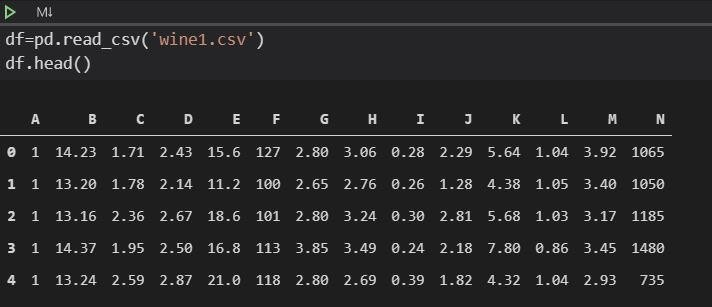 M↓
df=pd.read_csv('wine1.csv')
df.head()
A B C D E F G H I J K L M N
0 1 14.23 1.71 2.43 15.6 127 2.80 3.06 0.28 2.29 5.64 1.04 3.92 1065
1 1 13.20 1.78 2.14 11.2 100 2.65 2.76 0.26 1.28 4.38 1.05 3.40 1050
2 1 13.16 2.36 2.67 18.6 101 2.80 3.24 0.30 2.81 5.68 1.03 3.17 1185
3 1 14.37 1.95 2.50 16.8 113 3.85 3.49 0.24 2.18 7.80 0.86 3.45 1480
4 1 13.24 2.59 2.87 21.0 118 2.80 2.69 0.39 1.82 4.32 1.04 2.93 735